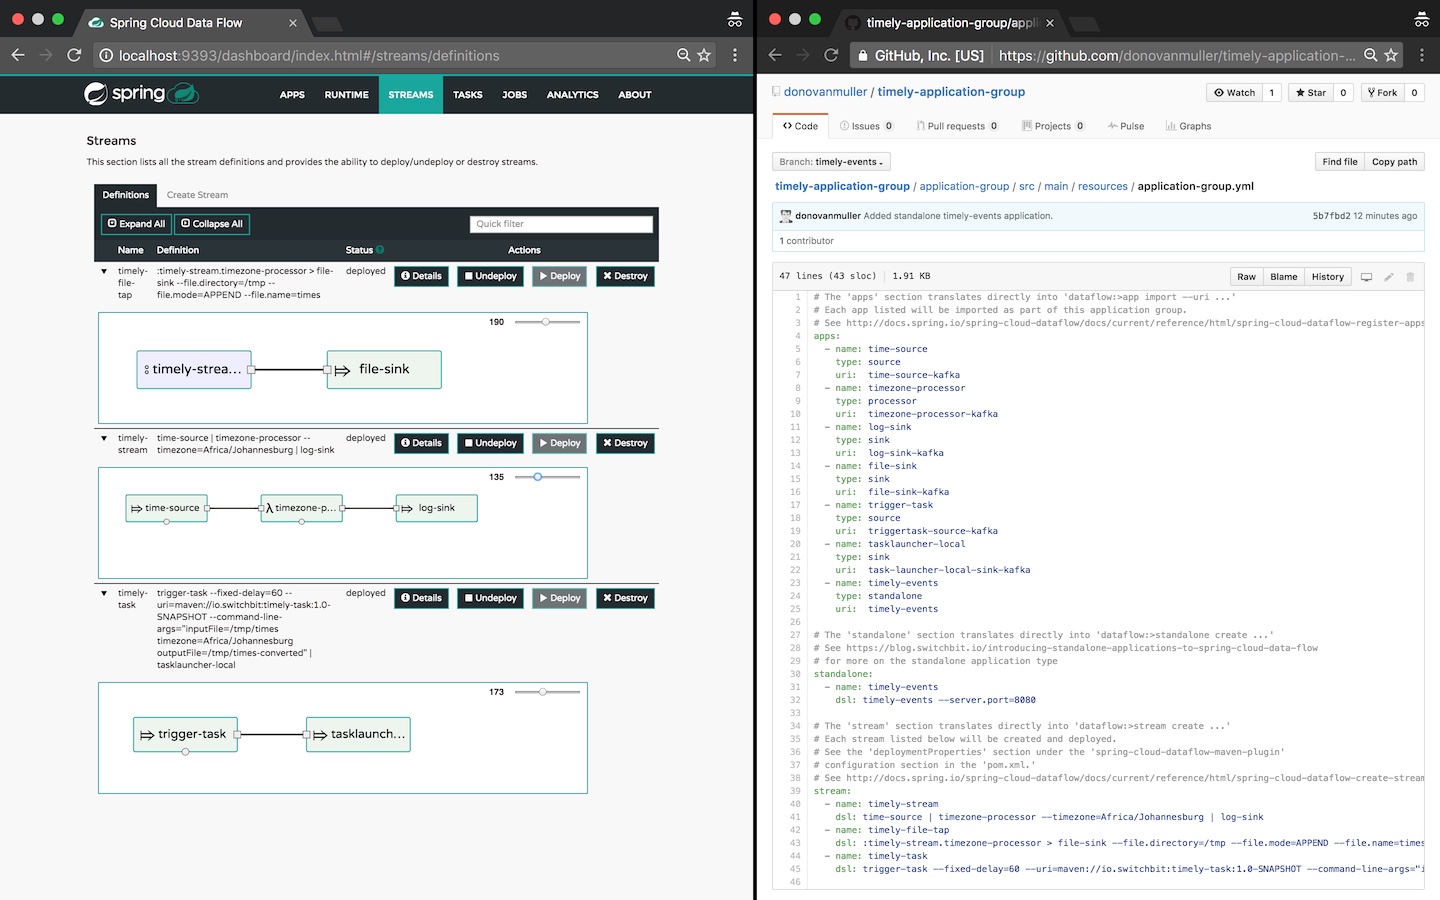 Spring Cloud Data Flow
localhost:9393/dashboard/index.html#/streams/definitions
spring
APPS RUNTIME STREAMS TASKS JOBS ANALYTICS ABOUT
Streams
This section lists all the stream definitions and provides the ability to deploy/undeploy or destroy streams.
Definitions Create Stream
Expand All Collapse All Quick filter
Name Definition Status Actions
timely-file-tap
:timely-stream.timezone-processor > file-
sink --file.directory=/tmp --
file.mode=APPEND --file.name=times
deployed Details Undeploy Deploy Destroy
190
timely-strea... file-sink
timely-
stream
time-source | timezone-processor --
timezone=Africa/Johannesburg | log-sink
deployed Details Undeploy Deploy Destroy
135
time-source λ timezone-p... log-sink
timely-
task
trigger-task --fixed-delay=60 --
uri=maven://io.switchbit:timely-task:1.0-
SNAPSHOT --command-line-
args="inputFile=/tmp/times
timezone=Africa/Johannesburg
outputFile=/tmp/times-converted" |
tasklauncher-local
deployed Details Undeploy Deploy Destroy
173
trigger-task tasklaunch...
timely-application-group/appl
GitHub, Inc. [US] https://github.com/donovanmuller/timely-application-...
donovanmuller / timely-application-group
Watch 1 Star 0 Fork 0
Code Issues 0 Pull requests 0 Projects 0 Pulse Graphs
Branch: timely-events Find file Copy path
timely-application-group / application-group / src / main / resources / application-group.yml
donovanmuller Added standalone timely-events application. 5b7fbd2 12 minutes ago
1 contributor
47 lines (43 sloc) 1.91 KB Raw Blame History
1 # The 'apps' section translates directly into 'dataflow:>app import --uri ...'
2 # Each app listed will be imported as part of this application group.
3 # See http://docs.spring.io/spring-cloud-dataflow/docs/current/reference/html/spring-cloud-dataflow-register-apps
4 apps:
5 - name: time-source
6 type: source
7 uri: time-source-kafka
8 - name: timezone-processor
9 type: processor
10 uri: timezone-processor-kafka
11 - name: log-sink
12 type: sink
13 uri: log-sink-kafka
14 - name: file-sink
15 type: sink
16 uri: file-sink-kafka
17 - name: trigger-task
18 type: source
19 uri: triggertask-source-kafka
20 - name: tasklauncher-local
21 type: sink
22 uri: task-launcher-local-sink-kafka
23 - name: timely-events
24 type: standalone
25 uri: timely-events
26
27 # The 'standalone' section translates directly into 'dataflow:>standalone create ...'
28 # See https://blog.switchbit.io/introducing-standalone-applications-to-spring-cloud-data-flow
29 # for more on the standalone application type
30 standalone:
31 - name: timely-events
32 dsl: timely-events --server.port=8080
33
34 # The 'stream' section translates directly into 'dataflow:>stream create ...'
35 # Each stream listed below will be created and deployed.
36 # See the 'deploymentProperties' section under the 'spring-cloud-dataflow-maven-plugin'
37 # configuration section in the 'pom.xml.'
38 # See http://docs.spring.io/spring-cloud-dataflow/docs/current/reference/html/spring-cloud-dataflow-create-stream
39 stream:
40 - name: timely-stream
41 dsl: time-source | timezone-processor --timezone=Africa/Johannesburg | log-sink
42 - name: timely-file-tap
43 dsl: :timely-stream.timezone-processor > file-sink --file.directory=/tmp --file.mode=APPEND --file.name=times
44 - name: timely-task
45 dsl: trigger-task --fixed-delay=60 --uri=maven://io.switchbit:timely-task:1.0-SNAPSHOT --command-line-args="i
46